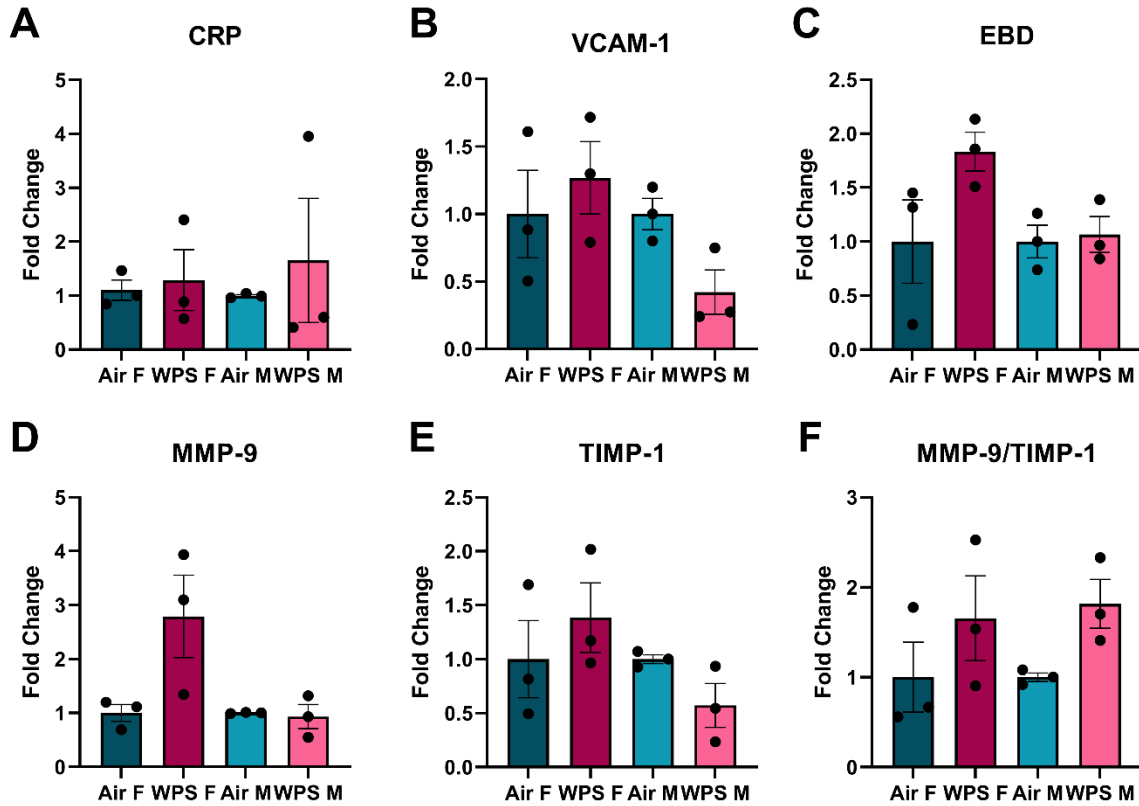 A
CRP
Fold Change
5
4
3
2
1
0
Air F WPS F Air M WPS M
B
VCAM-1
Fold Change
2.0
1.5
1.0
0.5
0.0
Air F WPS F Air M WPS M
C
EBD
Fold Change
2.5
2.0
1.5
1.0
0.5
0.0
Air F WPS F Air M WPS M
D
MMP-9
Fold Change
5
4
3
2
1
0
Air F WPS F Air M WPS M
E
TIMP-1
Fold Change
2.5
2.0
1.5
1.0
0.5
0.0
Air F WPS F Air M WPS M
F
MMP-9/TIMP-1
Fold Change
3
2
1
0
Air F WPS F Air M WPS M